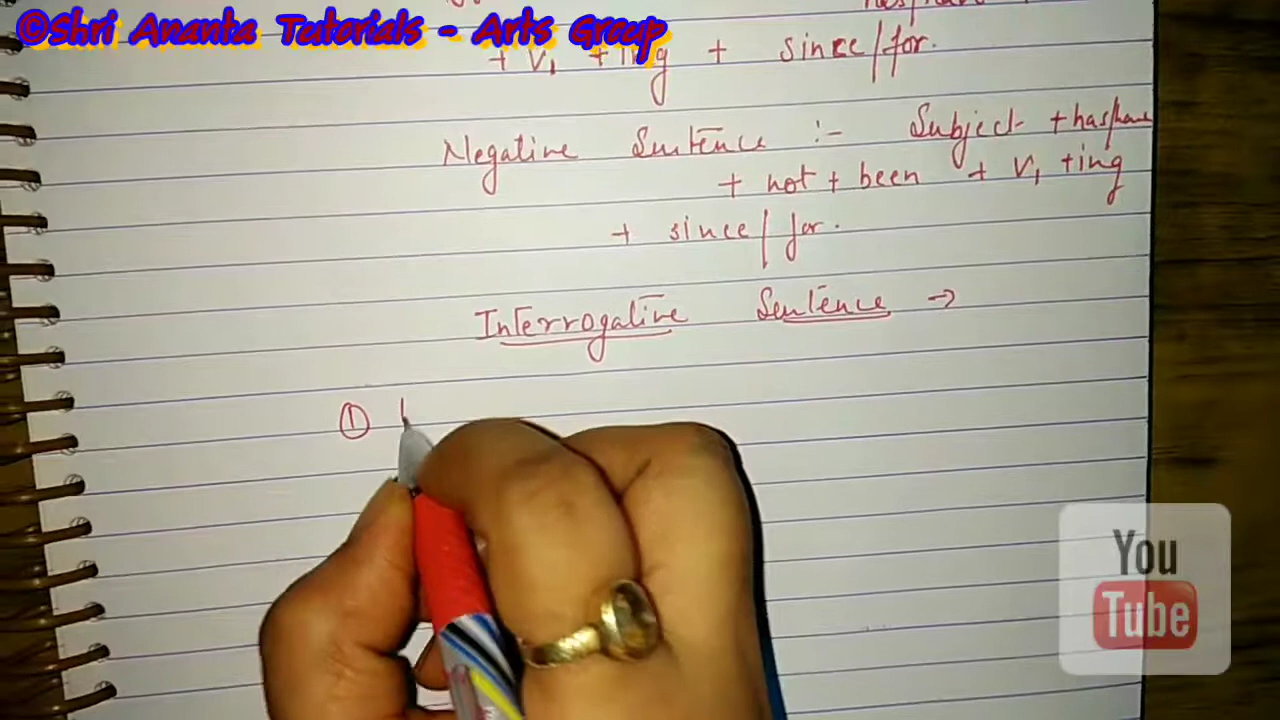 ©Shri Ananta Tutorials - Arts Group
+ V₁ + ing + since/for.
Negative Sentence :- Subject + has/have
+ not + been + V₁ + ing
+ since/for.
Interrogative Sentence →
①
You
Tube